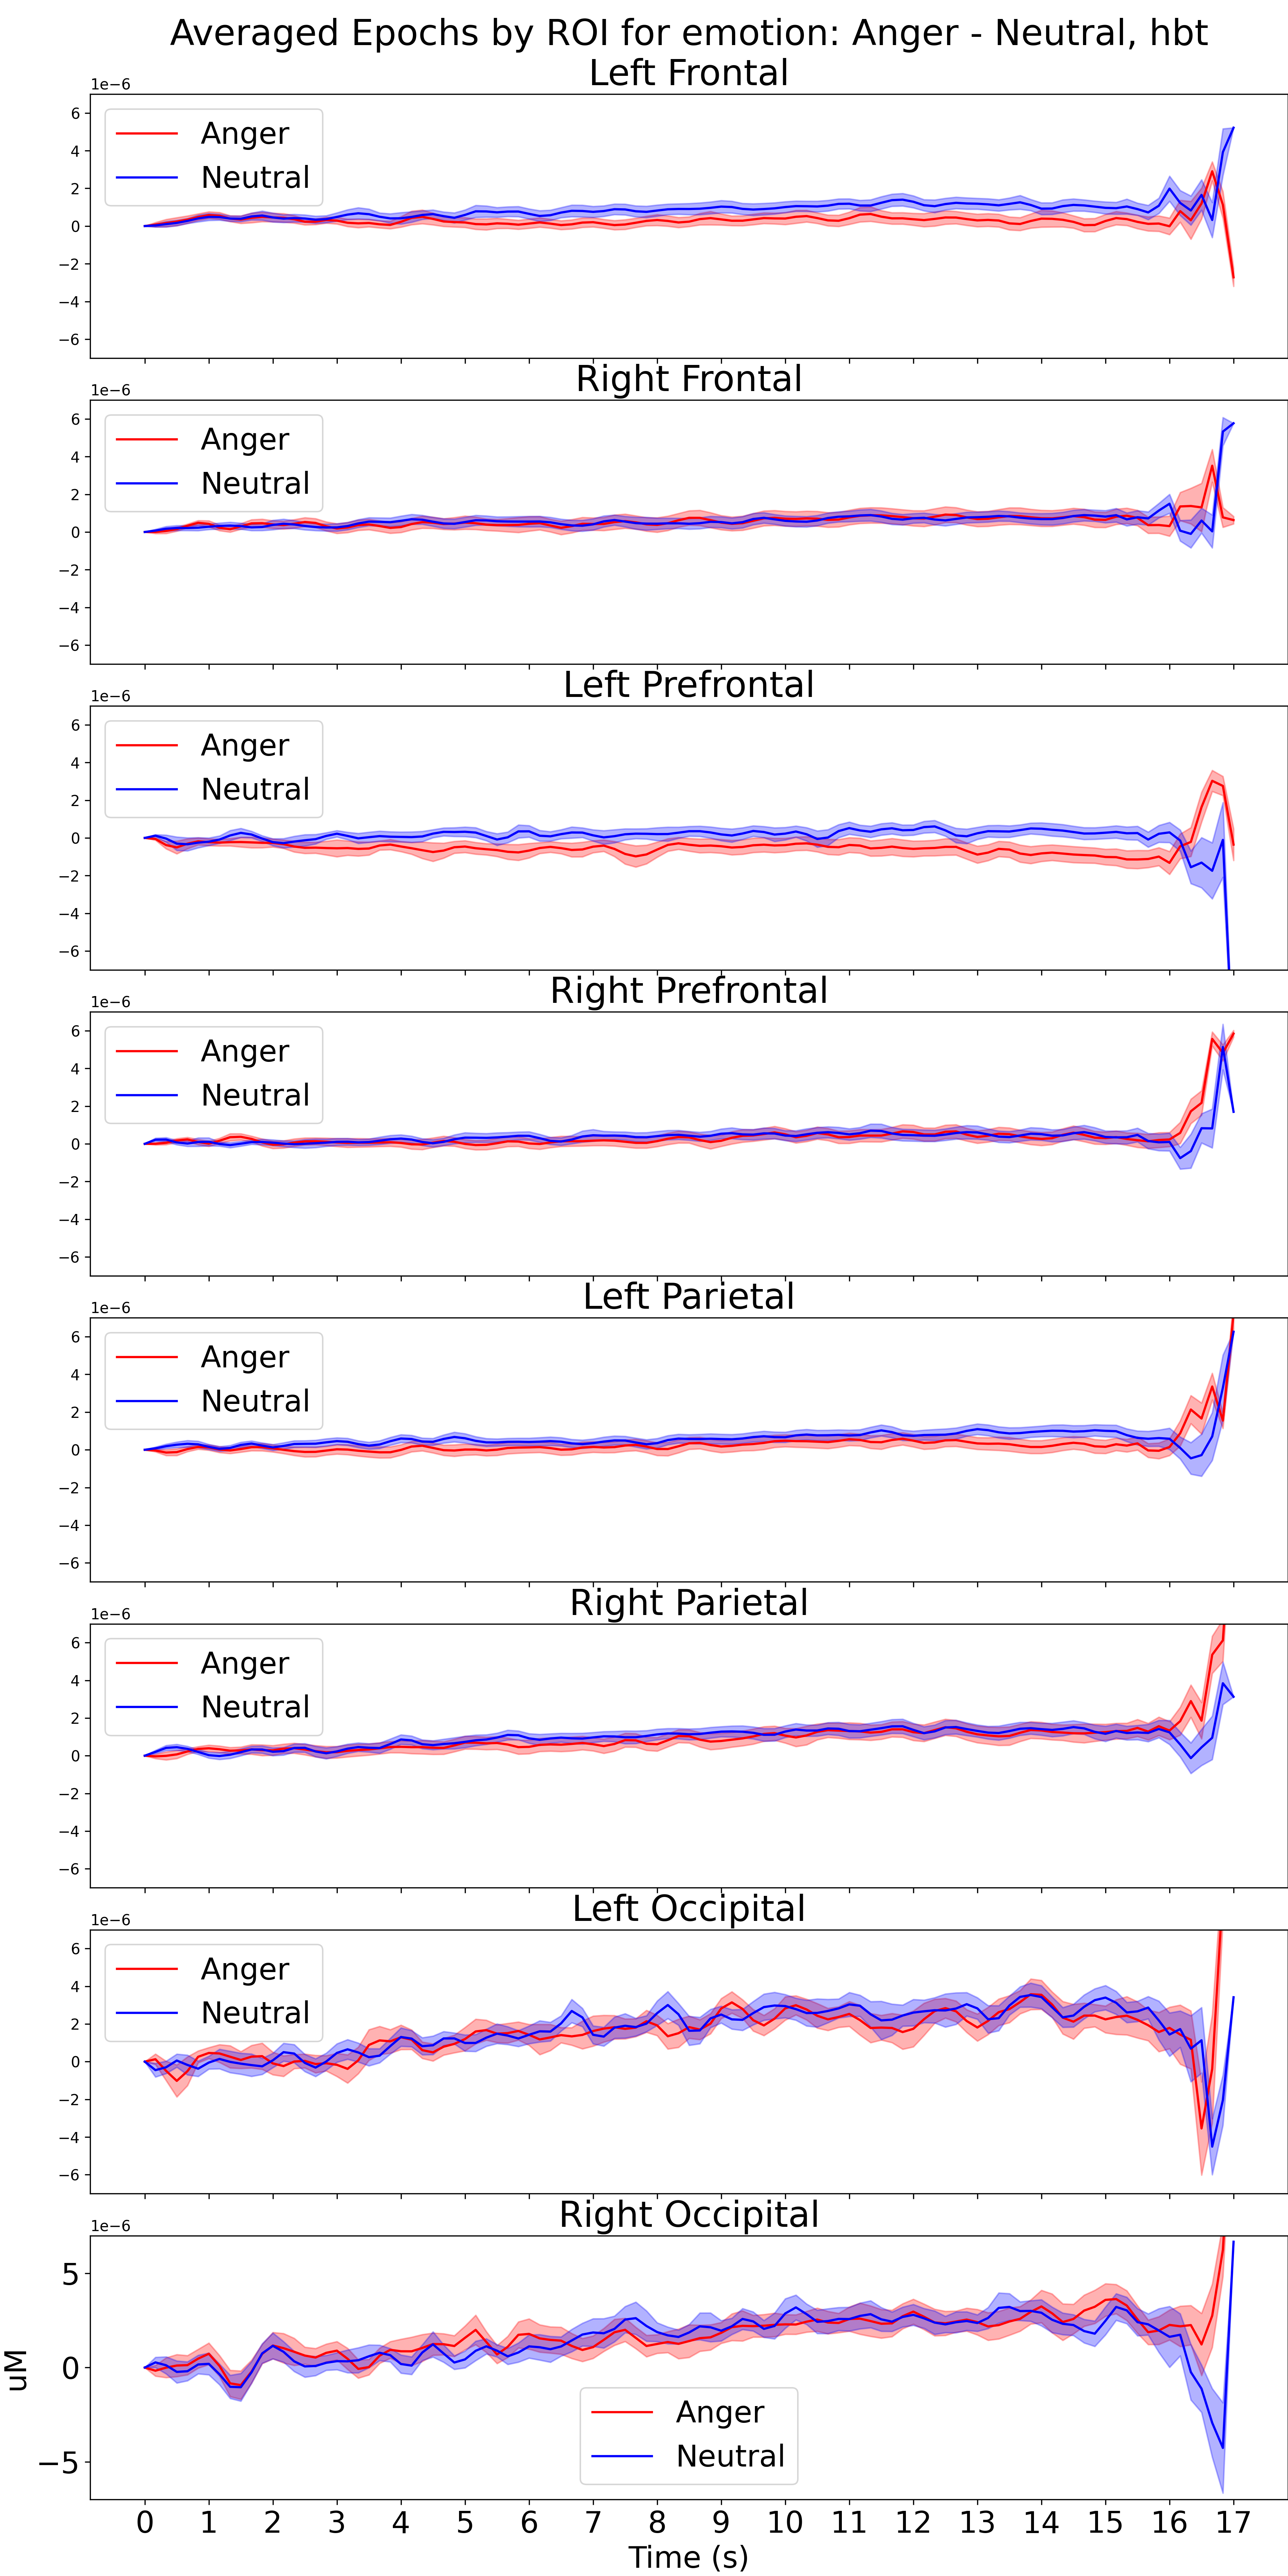 Averaged Epochs by ROI for emotion: Anger - Neutral, hbt
Left Frontal
1e−6
6
4
2
0
−2
−4
−6
Anger
Neutral
Right Frontal
1e−6
6
4
2
0
−2
−4
−6
Anger
Neutral
Left Prefrontal
1e−6
6
4
2
0
−2
−4
−6
Anger
Neutral
Right Prefrontal
1e−6
6
4
2
0
−2
−4
−6
Anger
Neutral
Left Parietal
1e−6
6
4
2
0
−2
−4
−6
Anger
Neutral
Right Parietal
1e−6
6
4
2
0
−2
−4
−6
Anger
Neutral
Left Occipital
1e−6
6
4
2
0
−2
−4
−6
Anger
Neutral
Right Occipital
1e−6
5
0
−5
uM
Anger
Neutral
0 1 2 3 4 5 6 7 8 9 10 11 12 13 14 15 16 17
Time (s)